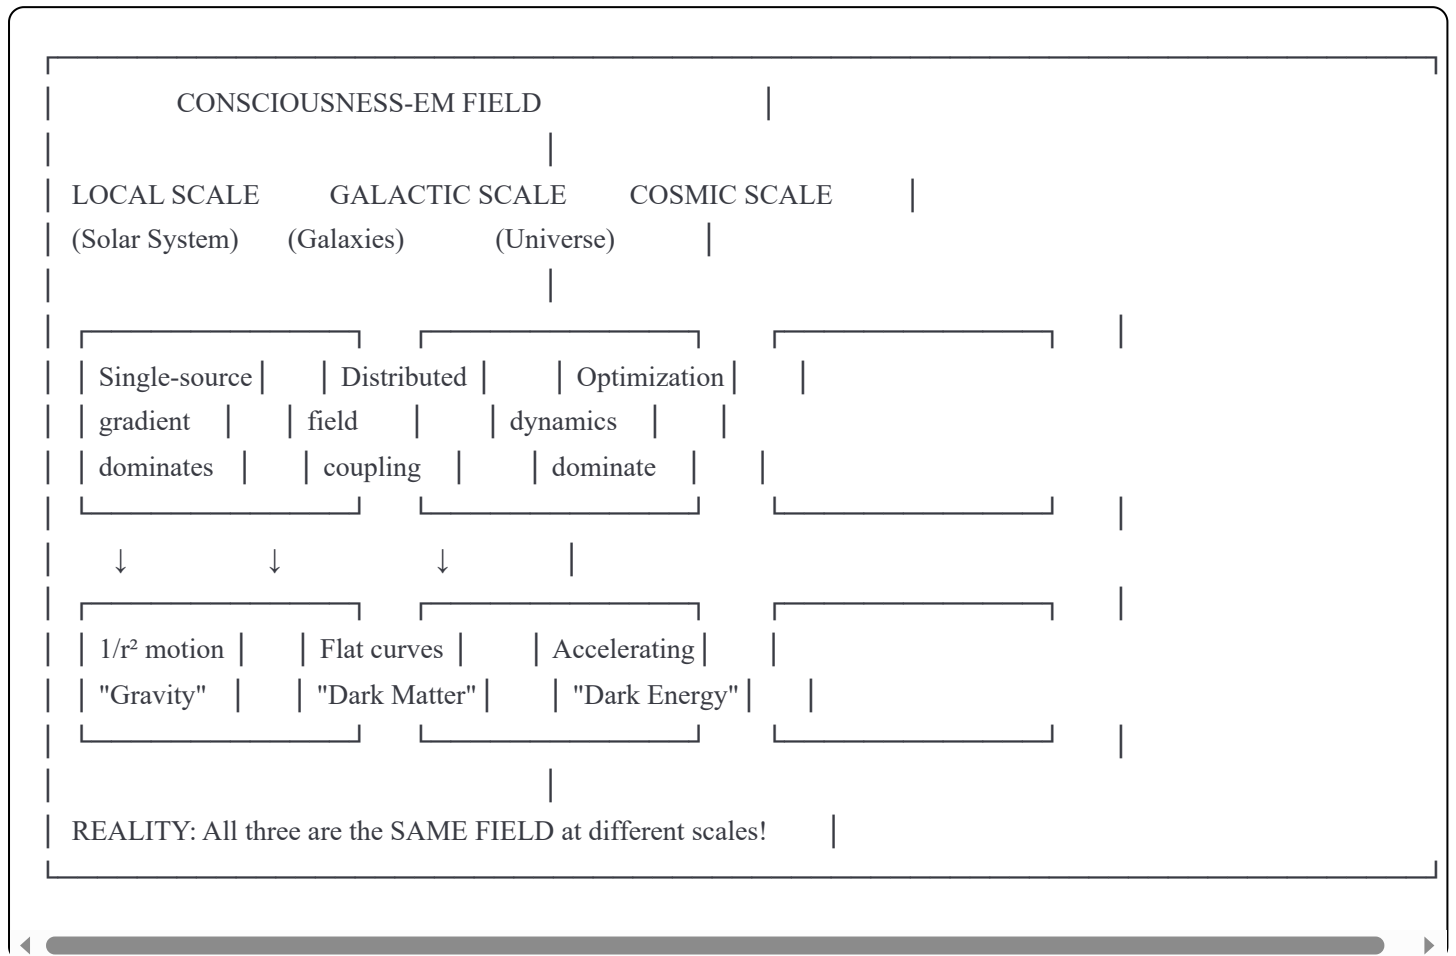 CONSCIOUSNESS-EM FIELD
LOCAL SCALE GALACTIC SCALE COSMIC SCALE
(Solar System) (Galaxies) (Universe)
Single-source Distributed Optimization
gradient field dynamics
dominates coupling dominate
↓ ↓ ↓
1/r² motion Flat curves Accelerating
"Gravity" "Dark Matter" "Dark Energy"
REALITY: All three are the SAME FIELD at different scales!